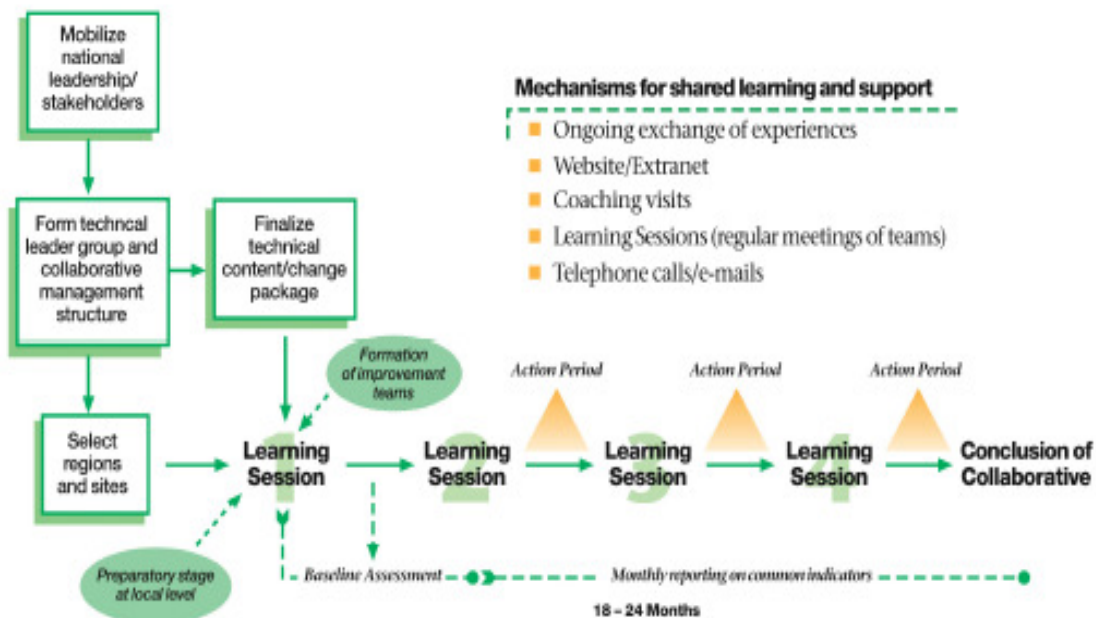 Mobilize
national
leadership/
stakeholders
Form techncal
leader group and
collaborative
management
structure
Finalize
technical
content/change
package
Select
regions
and sites
Mechanisms for shared learning and support
Ongoing exchange of experiences
Website/Extranet
Coaching visits
Learning Sessions (regular meetings of teams)
Telephone calls/e-mails
Formation
of improvement
teams
Preparatory stage
at local level
1
Learning
Session
2
Learning
Session
Action Period
3
Learning
Session
Action Period
4
Learning
Session
Action Period
Conclusion of
Collaborative
Baseline Assessment
Monthly reporting on common indicators
18 – 24 Months